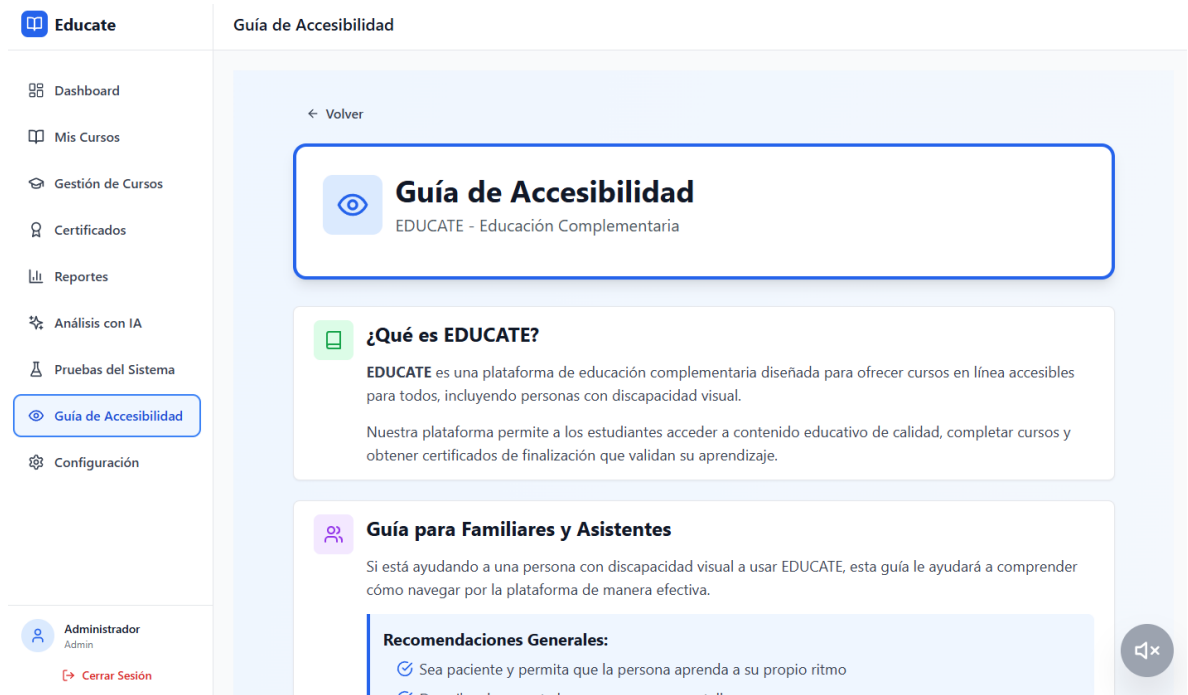 Educate
Guía de Accesibilidad
Dashboard
Mis Cursos
Gestión de Cursos
Certificados
Reportes
Análisis con IA
Pruebas del Sistema
Guía de Accesibilidad
Configuración
Administrador
Admin
Cerrar Sesión
Volver
Guía de Accesibilidad
EDUCATE - Educación Complementaria
¿Qué es EDUCATE?
EDUCATE es una plataforma de educación complementaria diseñada para ofrecer cursos en línea accesibles
para todos, incluyendo personas con discapacidad visual.
Nuestra plataforma permite a los estudiantes acceder a contenido educativo de calidad, completar cursos y
obtener certificados de finalización que validan su aprendizaje.
Guía para Familiares y Asistentes
Si está ayudando a una persona con discapacidad visual a usar EDUCATE, esta guía le ayudará a comprender
cómo navegar por la plataforma de manera efectiva.
Recomendaciones Generales:
Sea paciente y permita que la persona aprenda a su propio ritmo